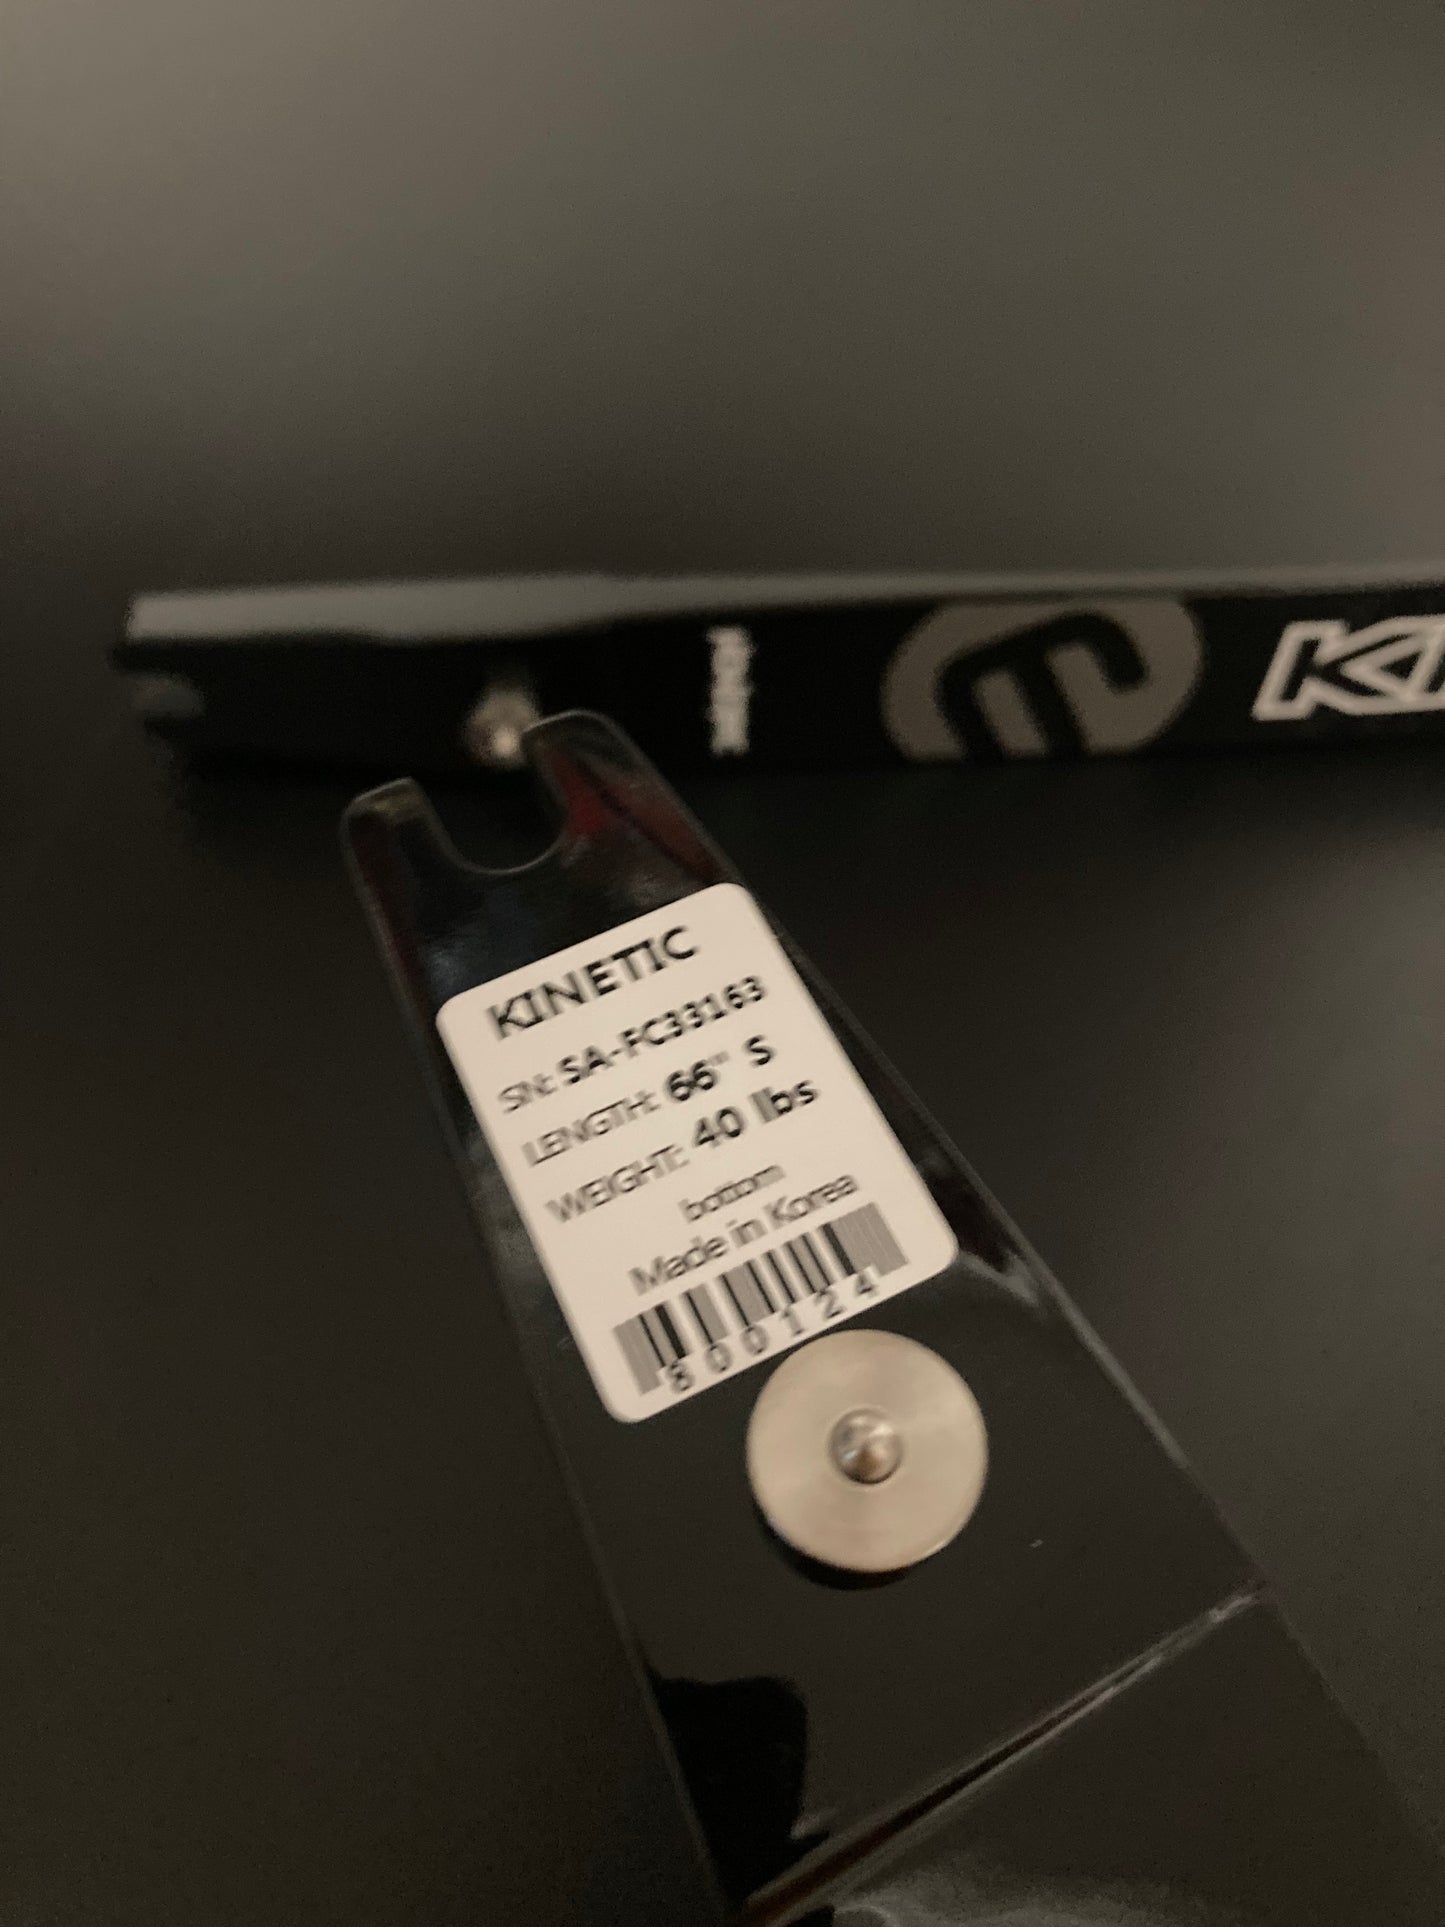 KINETIC
SN: SA-FC33163
LENGTH: 66" S
WEIGHT: 40 lbs
bottom
Made in Korea
800124